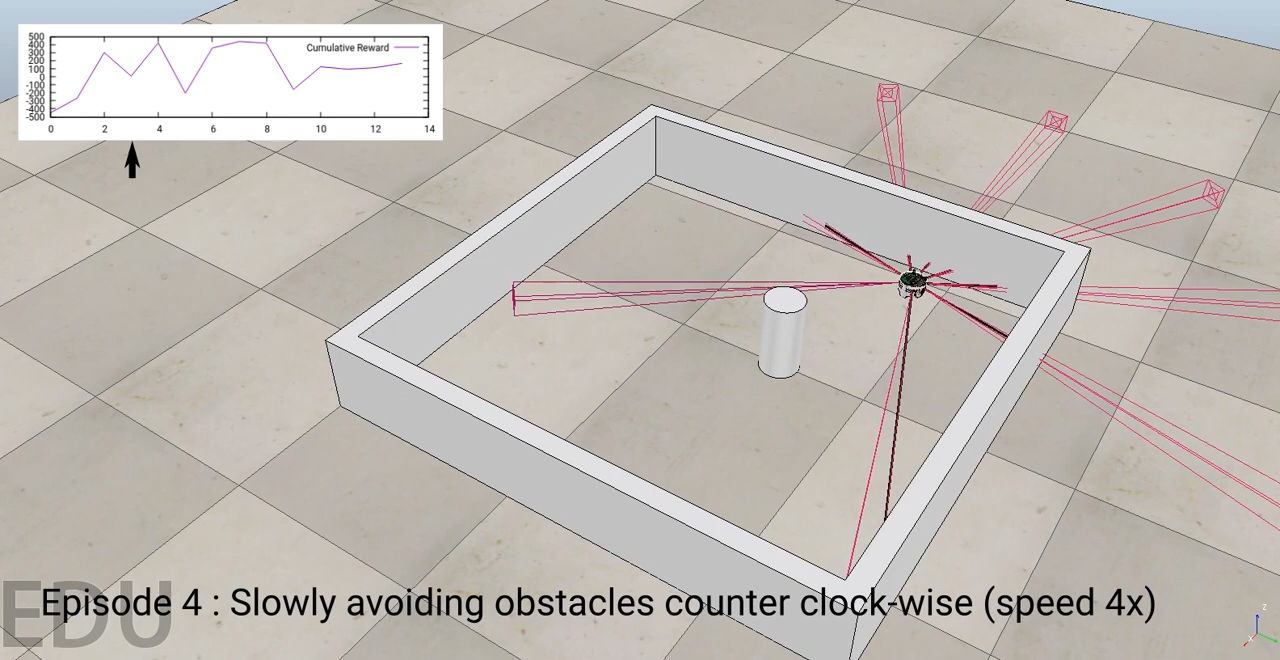 Cumulative Reward
500
400
300
200
100
0
-100
-200
-300
-400
-500
0 2 4 6 8 10 12 14
Episode 4 : Slowly avoiding obstacles counter clock-wise (speed 4x)
EDU
z
x